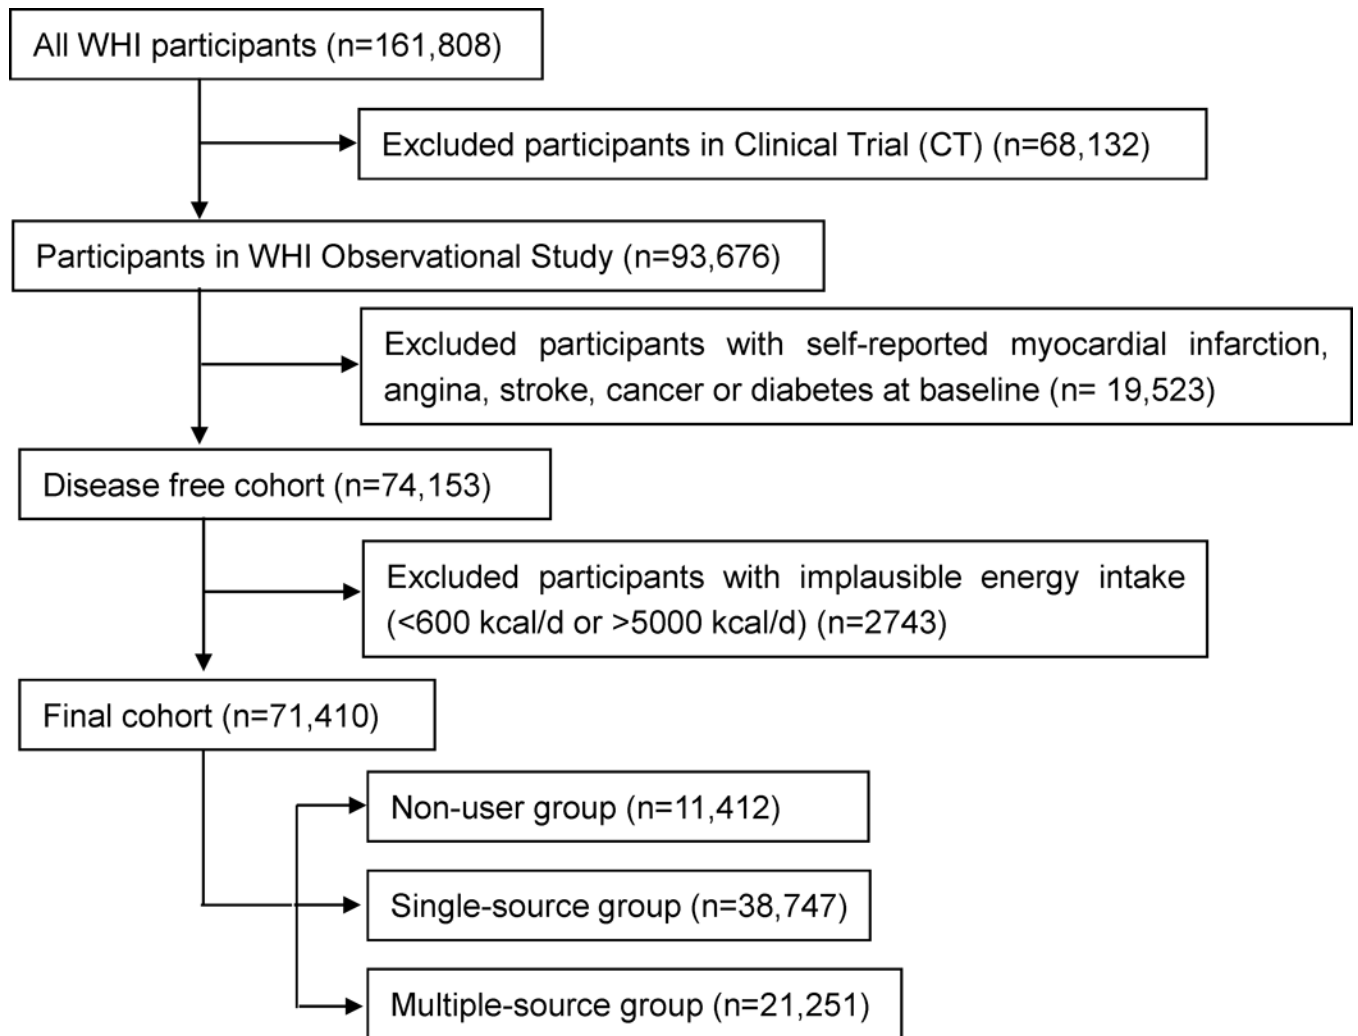 All WHI participants (n=161,808)
Excluded participants in Clinical Trial (CT) (n=68,132)
Participants in WHI Observational Study (n=93,676)
Excluded participants with self-reported myocardial infarction,
angina, stroke, cancer or diabetes at baseline (n= 19,523)
Disease free cohort (n=74,153)
Excluded participants with implausible energy intake
(<600 kcal/d or >5000 kcal/d) (n=2743)
Final cohort (n=71,410)
Non-user group (n=11,412)
Single-source group (n=38,747)
Multiple-source group (n=21,251)